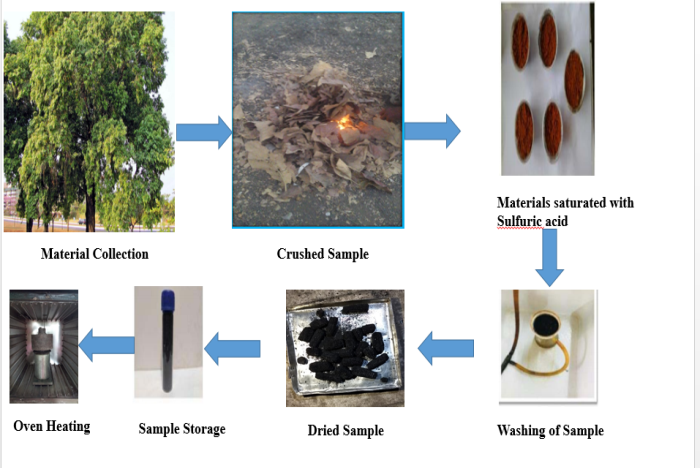 Material Collection
Crushed Sample
Materials saturated with
Sulfuric acid
Washing of Sample
Dried Sample
Sample Storage
Oven Heating